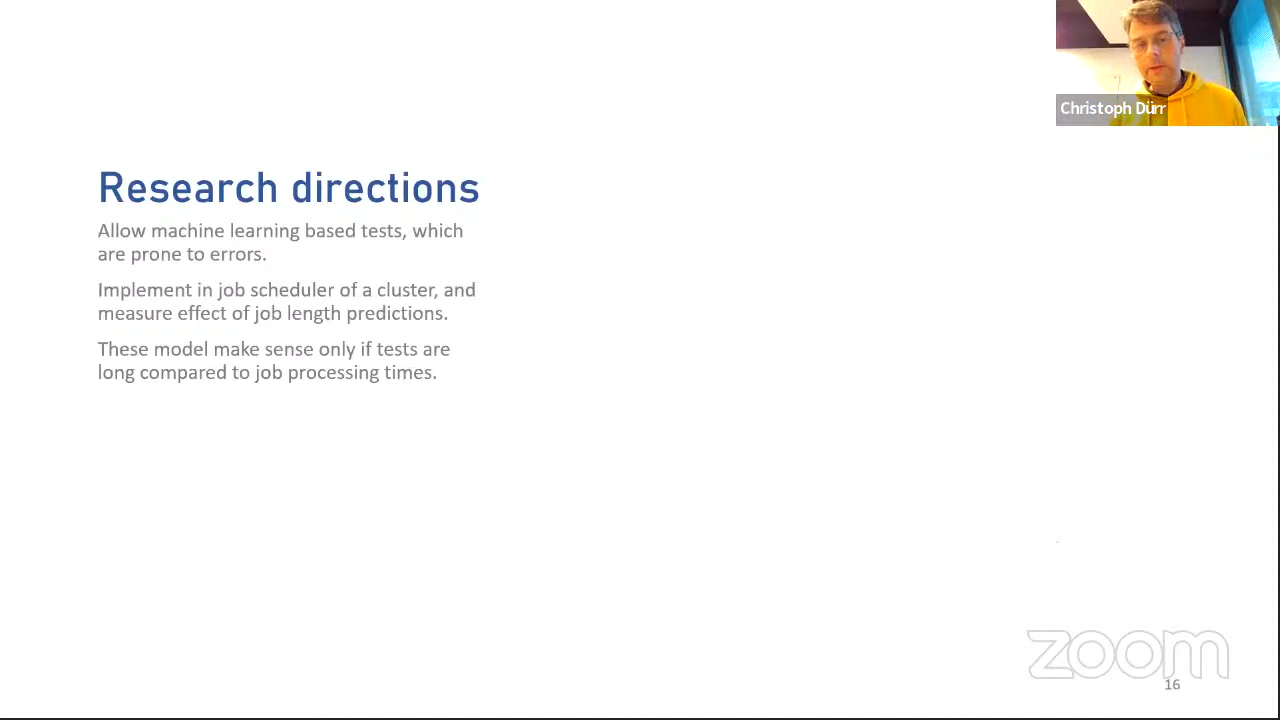 Christoph Dürr
Research directions
Allow machine learning based tests, which
are prone to errors.
Implement in job scheduler of a cluster, and
measure effect of job length predictions.
These model make sense only if tests are
long compared to job processing times.
zoom
16